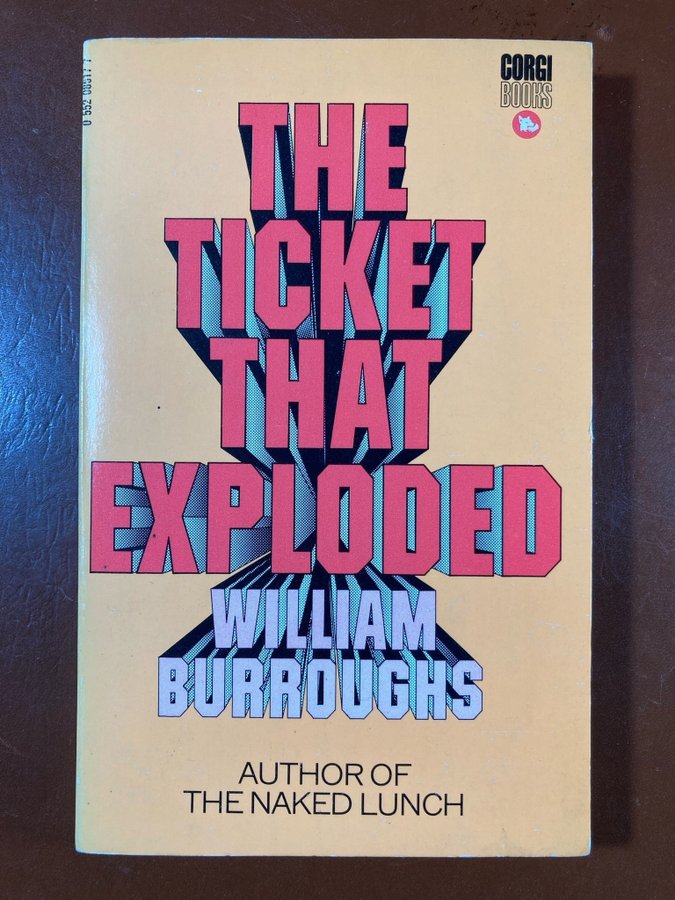 CORGI
BOOKS
THE
TICKET
THAT
EXPLODED
WILLIAM
BURROUGHS
AUTHOR OF
THE NAKED LUNCH